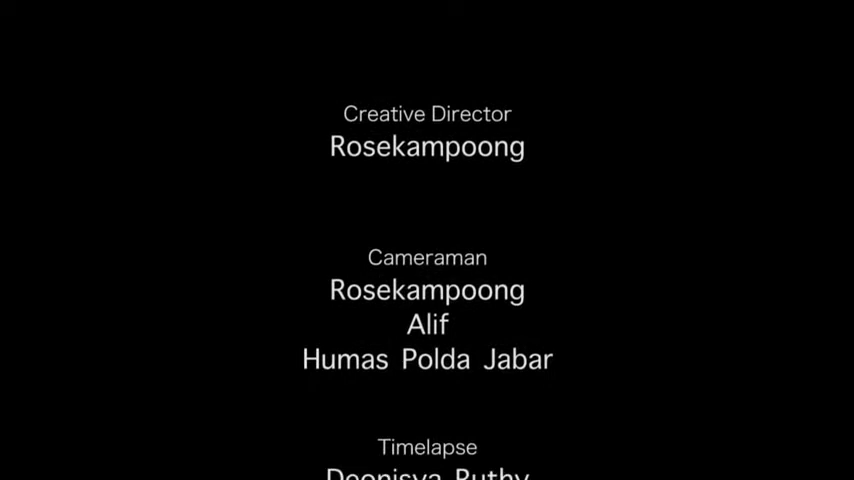 Creative Director
Rosekampoong
Cameraman
Rosekampoong
Alif
Humas Polda Jabar
Timelapse